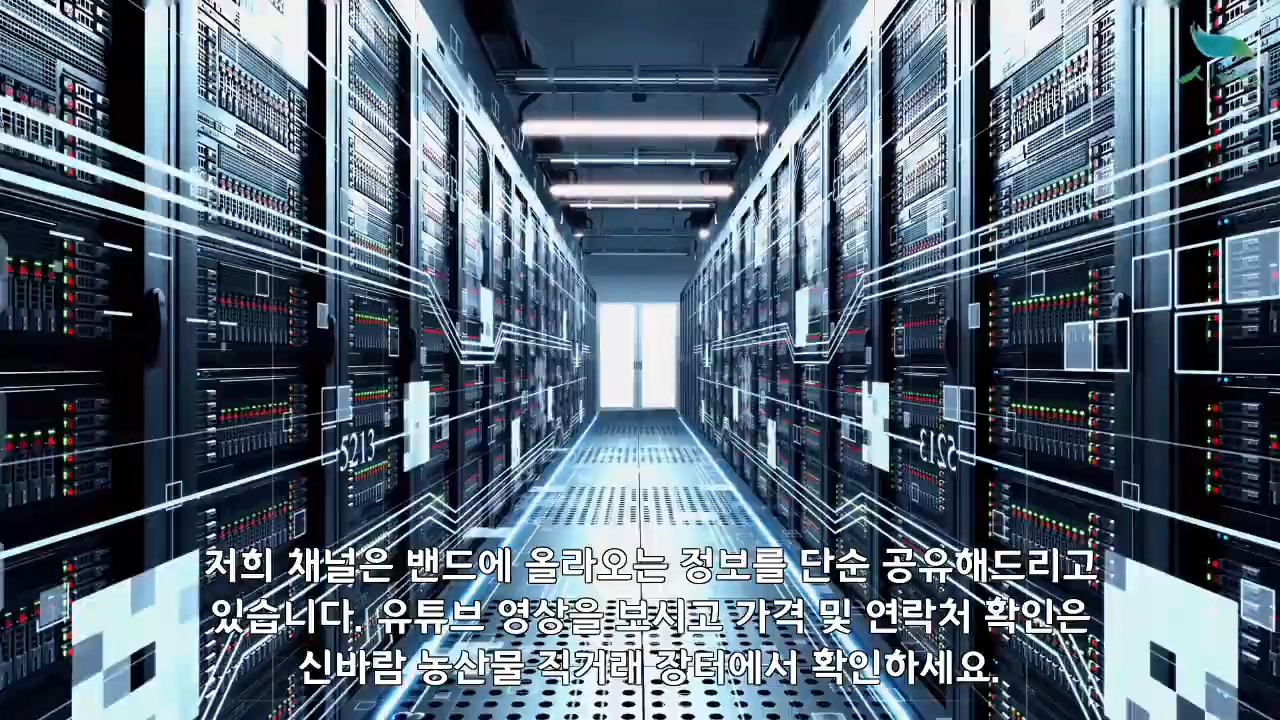 5213
저희 채널은 밴드에 올라오는 정보를 단순 공유해드리고
있습니다. 유튜브 영상을 보시고 가격 및 연락처 확인은
신바람 농산물 직거래 장터에서 확인하세요.